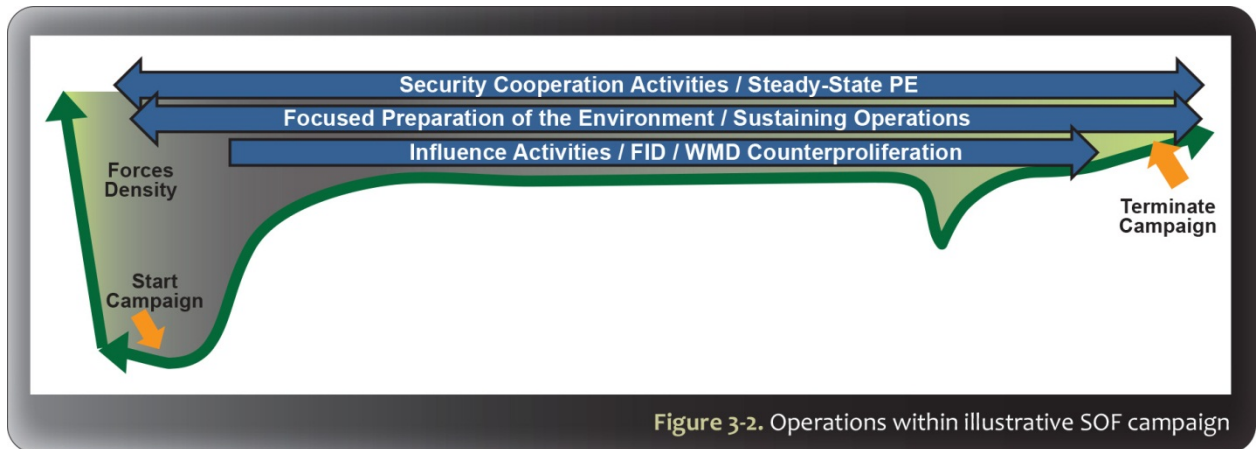 Security Cooperation Activities / Steady-State PE
Focused Preparation of the Environment / Sustaining Operations
Influence Activities / FID / WMD Counterproliferation
Forces
Density
Start
Campaign
Terminate
Campaign
Figure 3-2. Operations within illustrative SOF campaign